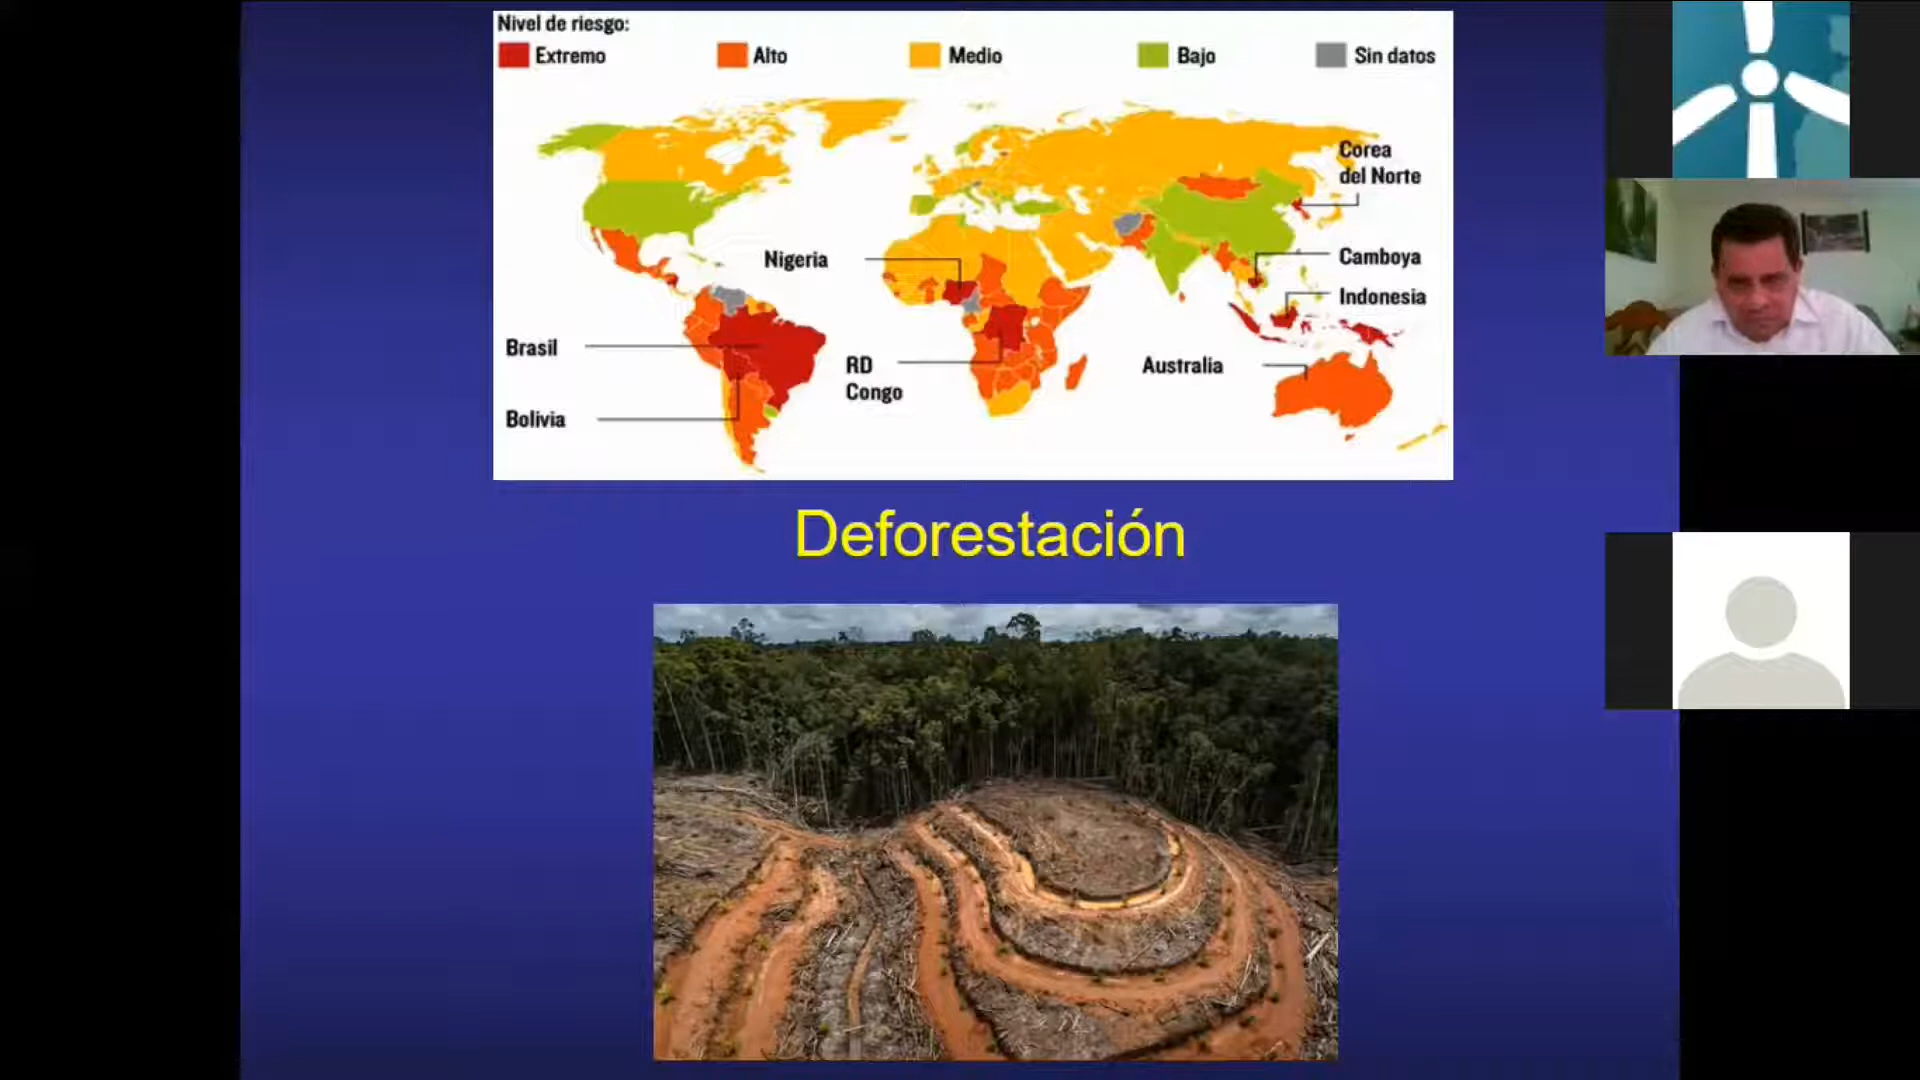 Nivel de riesgo:
Extremo Alto Medio Bajo Sin datos
Corea
del Norte
Nigeria
Camboya
Indonesia
Brasil
RD
Congo
Australia
Bolivia
Deforestación